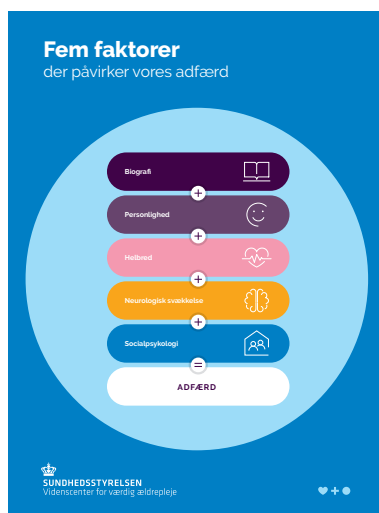 Fem faktorer
der påvirker vores adfærd
Biografi
+
Personlighed
+
Helbred
+
Neurologisk svækkelse
+
Socialpsykologi
=
ADFÆRD
SUNDHEDSSTYRELSEN
Videnscenter for værdig ældrepleje